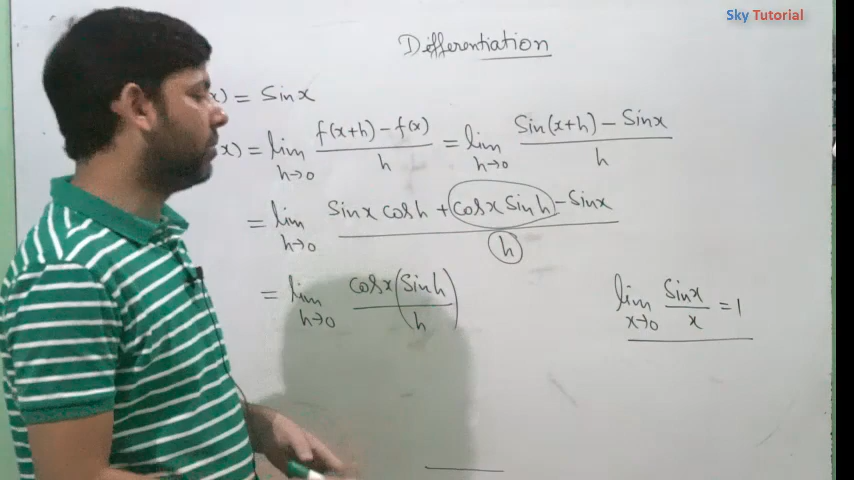 Sky Tutorial
Differentiation
x) = Sinx
x) = lim h→0 f(x+h) - f(x) / h = lim h→0 Sin(x+h) - Sinx / h
= lim h→0 Sinx cosh + cosx Sinh - Sinx / h
= lim h→0 cosx (Sinh / h)
lim x→0 Sinx / x = 1